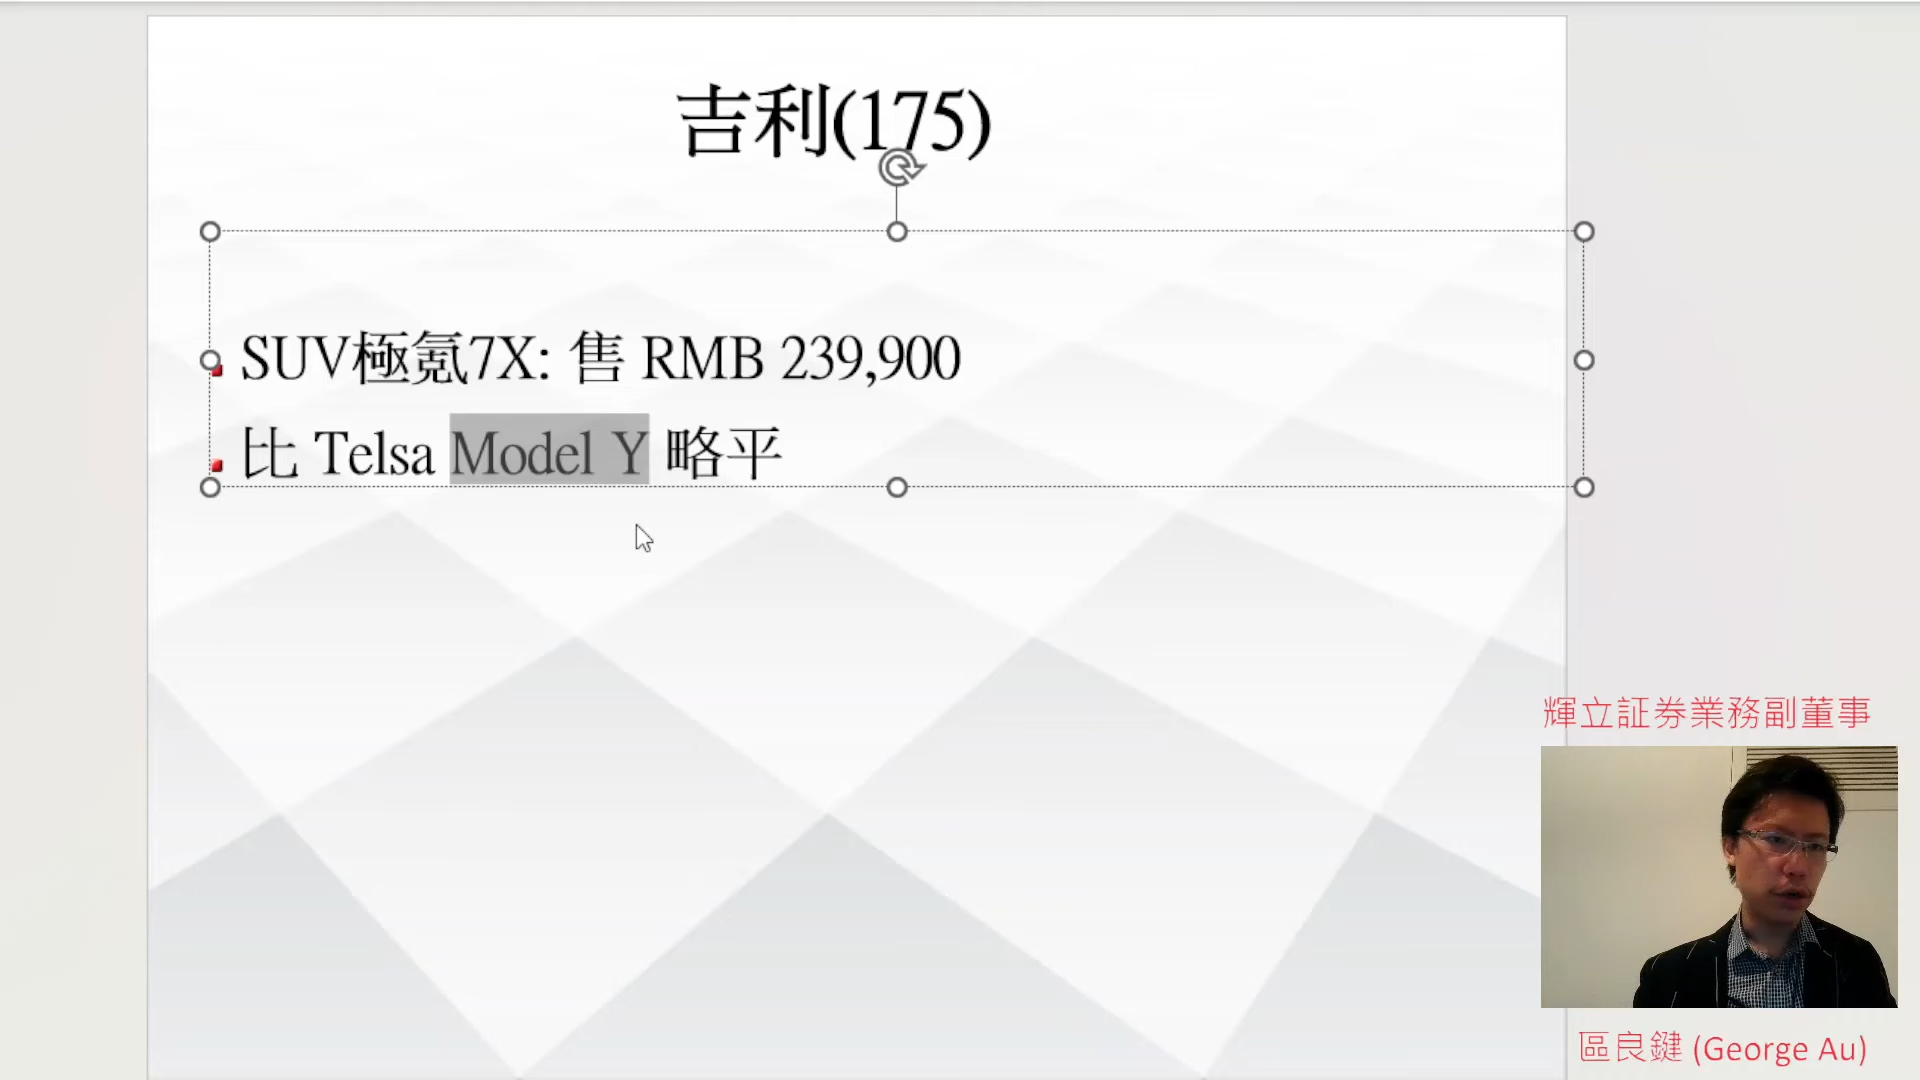 吉利(175)
SUV極氪7X: 售 RMB 239,900
比 Telsa Model Y 略平
輝立証券業務副董事
區良鍵 (George Au)